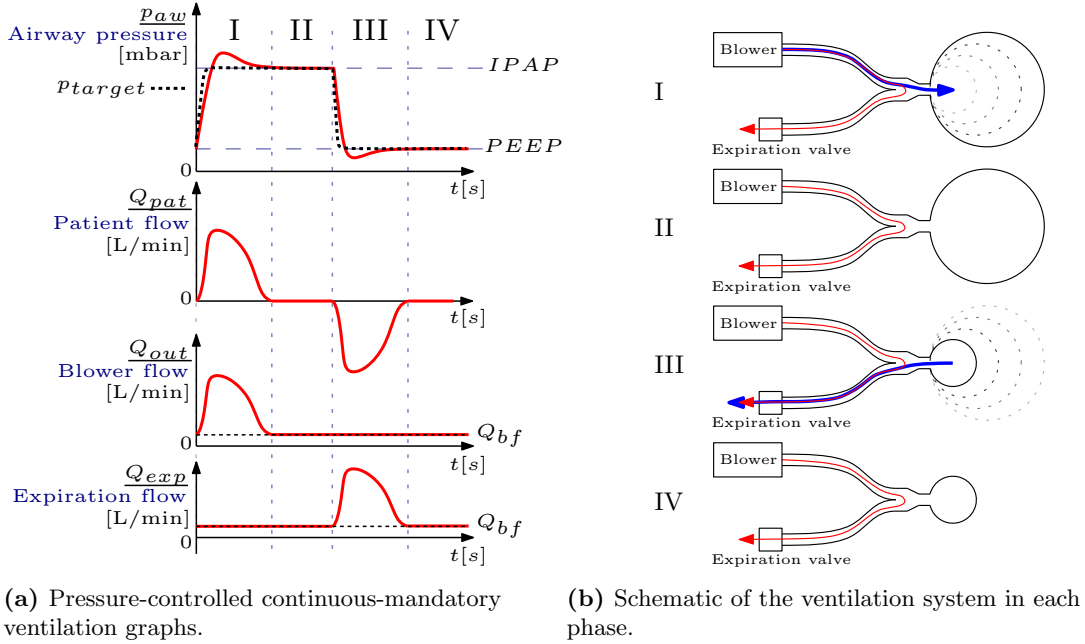 p_aw
Airway pressure
[mbar]
p_target
I II III IV
IPAP
PEEP
0
t[s]
Q_pat
Patient flow
[L/min]
0
t[s]
Q_out
Blower flow
[L/min]
0
Q_bf
t[s]
Q_exp
Expiration flow
[L/min]
0
Q_bf
t[s]
(a) Pressure-controlled continuous-mandatory
ventilation graphs.
Blower
I
Expiration valve
Blower
II
Expiration valve
Blower
III
Expiration valve
Blower
IV
Expiration valve
(b) Schematic of the ventilation system in each
phase.